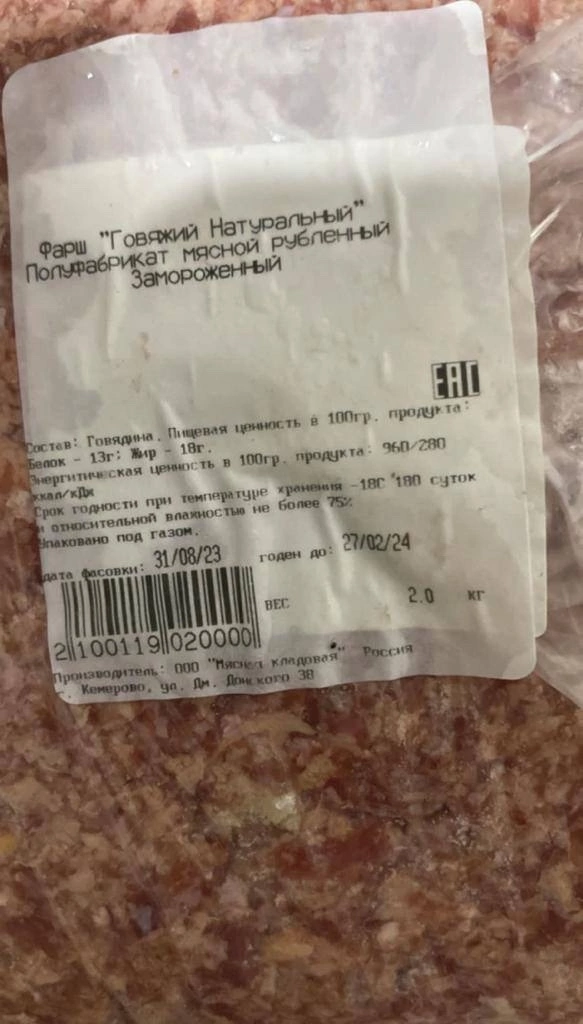 Фарш "Говяжий Натуральный"
Полуфабрикат мясной рубленный
Замороженный
EAC
Состав: Говядина. Пищевая ценность в 100гр. продукта:
Белок - 13г; Жир - 18г.
Энергитическая ценность в 100гр. продукта: 960/280
ккал/кДж
Срок годности при температуре хранения -18С 180 суток
и относительной влажностью не более 75%
Упаковано под газом.
дата фасовки: 31/08/23 годен до: 27/02/24
ВЕС 2.0 кг
2100119020000
Производитель: ООО "Мясная кладовая" Россия
г. Кемерово, ул. Дм. Донского 38